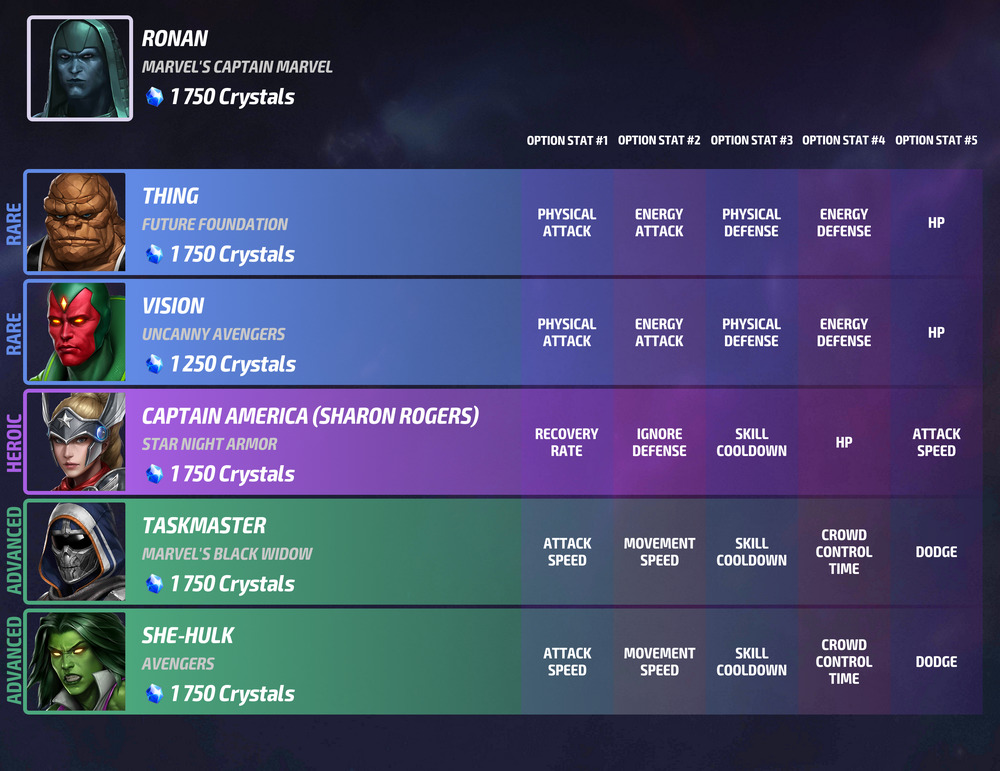 RONAN
MARVEL'S CAPTAIN MARVEL
1 750 Crystals
OPTION STAT #1 OPTION STAT #2 OPTION STAT #3 OPTION STAT #4 OPTION STAT #5
RARE
THING
FUTURE FOUNDATION
1 750 Crystals
PHYSICAL
ATTACK
ENERGY
ATTACK
PHYSICAL
DEFENSE
ENERGY
DEFENSE
HP
RARE
VISION
UNCANNY AVENGERS
1 250 Crystals
PHYSICAL
ATTACK
ENERGY
ATTACK
PHYSICAL
DEFENSE
ENERGY
DEFENSE
HP
HEROIC
CAPTAIN AMERICA (SHARON ROGERS)
STAR NIGHT ARMOR
1 750 Crystals
RECOVERY
RATE
IGNORE
DEFENSE
SKILL
COOLDOWN
HP
ATTACK
SPEED
ADVANCED
TASKMASTER
MARVEL'S BLACK WIDOW
1 750 Crystals
ATTACK
SPEED
MOVEMENT
SPEED
SKILL
COOLDOWN
CROWD
CONTROL
TIME
DODGE
ADVANCED
SHE-HULK
AVENGERS
1 750 Crystals
ATTACK
SPEED
MOVEMENT
SPEED
SKILL
COOLDOWN
CROWD
CONTROL
TIME
DODGE